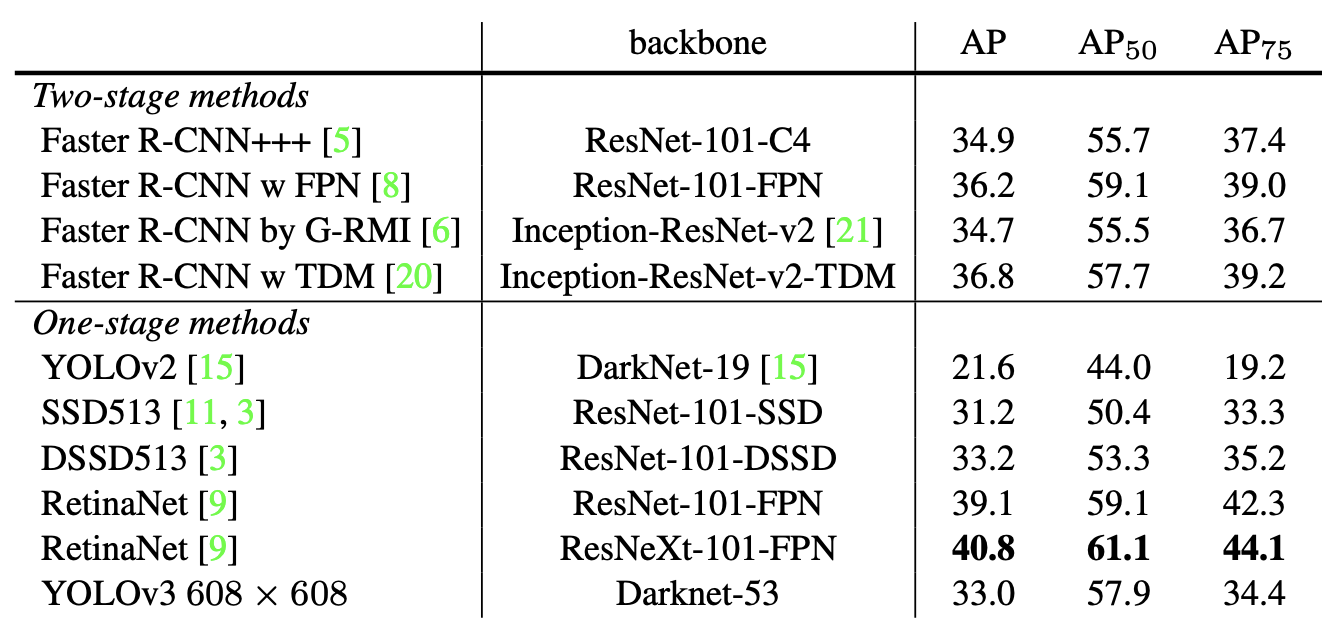 backbone AP AP50 AP75
Two-stage methods
Faster R-CNN+++ [5] ResNet-101-C4 34.9 55.7 37.4
Faster R-CNN w FPN [8] ResNet-101-FPN 36.2 59.1 39.0
Faster R-CNN by G-RMI [6] Inception-ResNet-v2 [21] 34.7 55.5 36.7
Faster R-CNN w TDM [20] Inception-ResNet-v2-TDM 36.8 57.7 39.2
One-stage methods
YOLOv2 [15] DarkNet-19 [15] 21.6 44.0 19.2
SSD513 [11, 3] ResNet-101-SSD 31.2 50.4 33.3
DSSD513 [3] ResNet-101-DSSD 33.2 53.3 35.2
RetinaNet [9] ResNet-101-FPN 39.1 59.1 42.3
RetinaNet [9] ResNeXt-101-FPN 40.8 61.1 44.1
YOLOv3 608 × 608 Darknet-53 33.0 57.9 34.4